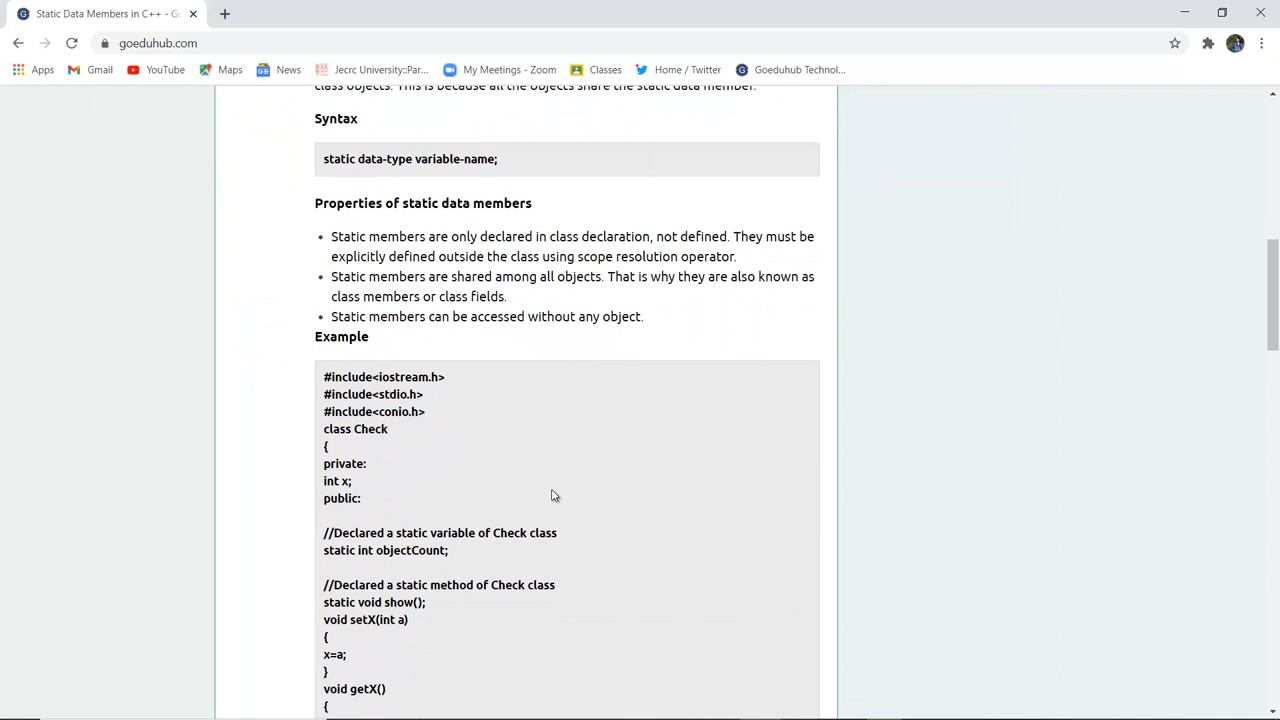 Static Data Members in C++ - Go
goeduhub.com
Apps
Gmail
YouTube
Maps
News
Jecrc University::Par...
My Meetings - Zoom
Classes
Home / Twitter
Goeduhub Technol...
class objects. This is because all the objects share the static data member.
Syntax
static data-type variable-name;
Properties of static data members
• Static members are only declared in class declaration, not defined. They must be
explicitly defined outside the class using scope resolution operator.
• Static members are shared among all objects. That is why they are also known as
class members or class fields.
• Static members can be accessed without any object.
Example
#include<iostream.h>
#include<stdio.h>
#include<conio.h>
class Check
{
private:
int x;
public:
//Declared a static variable of Check class
static int objectCount;
//Declared a static method of Check class
static void show();
void setX(int a)
{
x=a;
}
void getX()
{